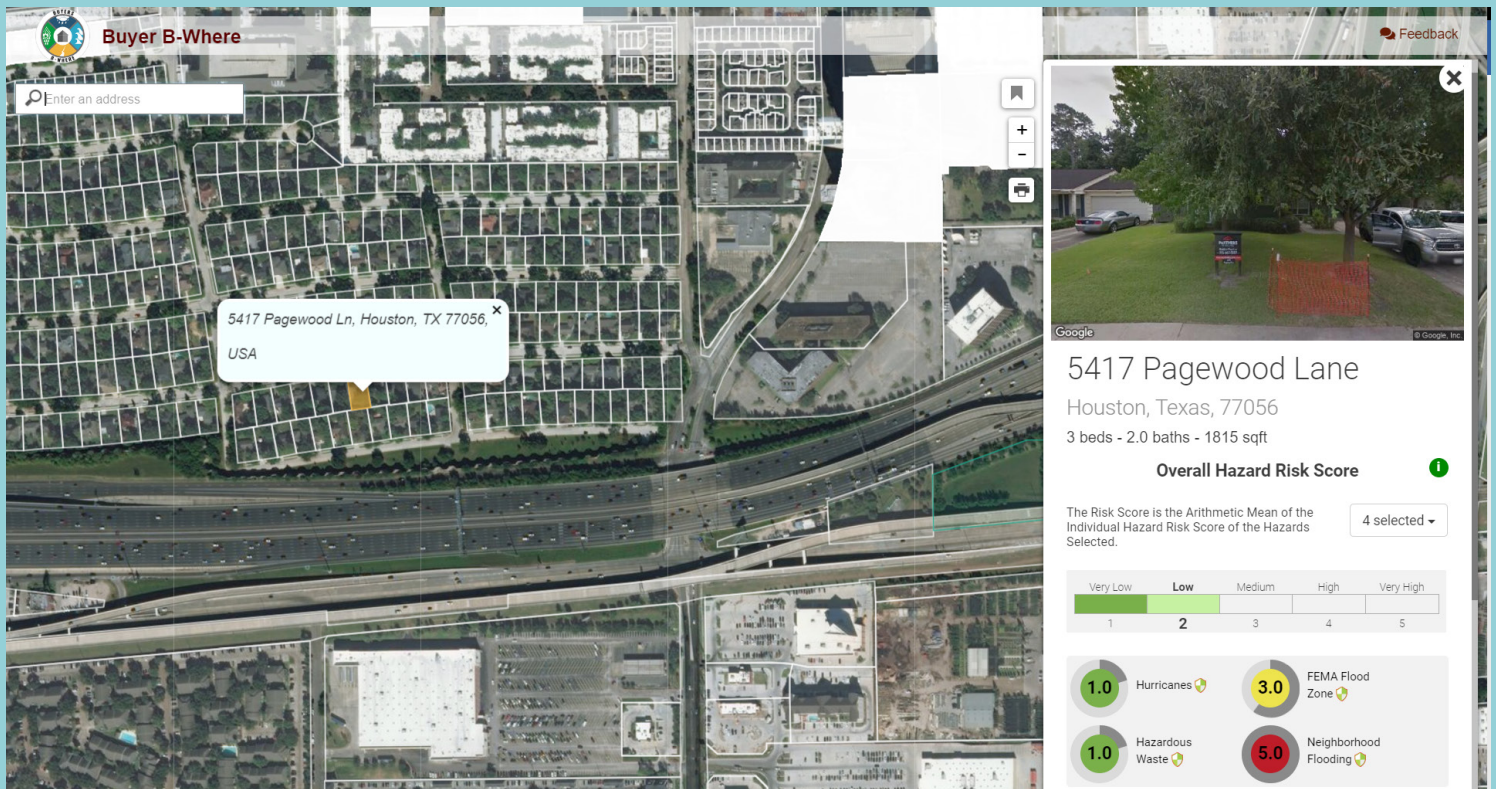 Buyer B-Where
Feedback
Enter an address
+
−
5417 Pagewood Ln, Houston, TX 77056,
USA
Google
© Google, Inc.
5417 Pagewood Lane
Houston, Texas, 77056
3 beds - 2.0 baths - 1815 sqft
Overall Hazard Risk Score
i
The Risk Score is the Arithmetic Mean of the
Individual Hazard Risk Score of the Hazards
Selected.
4 selected
Very Low Low Medium High Very High
1 2 3 4 5
1.0 Hurricanes
3.0 FEMA Flood
Zone
1.0 Hazardous
Waste
5.0 Neighborhood
Flooding